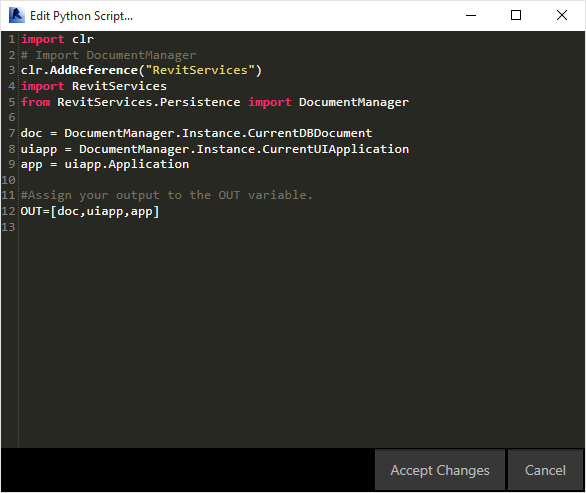 Edit Python Script...
1 import clr
2 # Import DocumentManager
3 clr.AddReference("RevitServices")
4 import RevitServices
5 from RevitServices.Persistence import DocumentManager
6
7 doc = DocumentManager.Instance.CurrentDBDocument
8 uiapp = DocumentManager.Instance.CurrentUIApplication
9 app = uiapp.Application
10
11 #Assign your output to the OUT variable.
12 OUT=[doc,uiapp,app]
13
Accept Changes Cancel